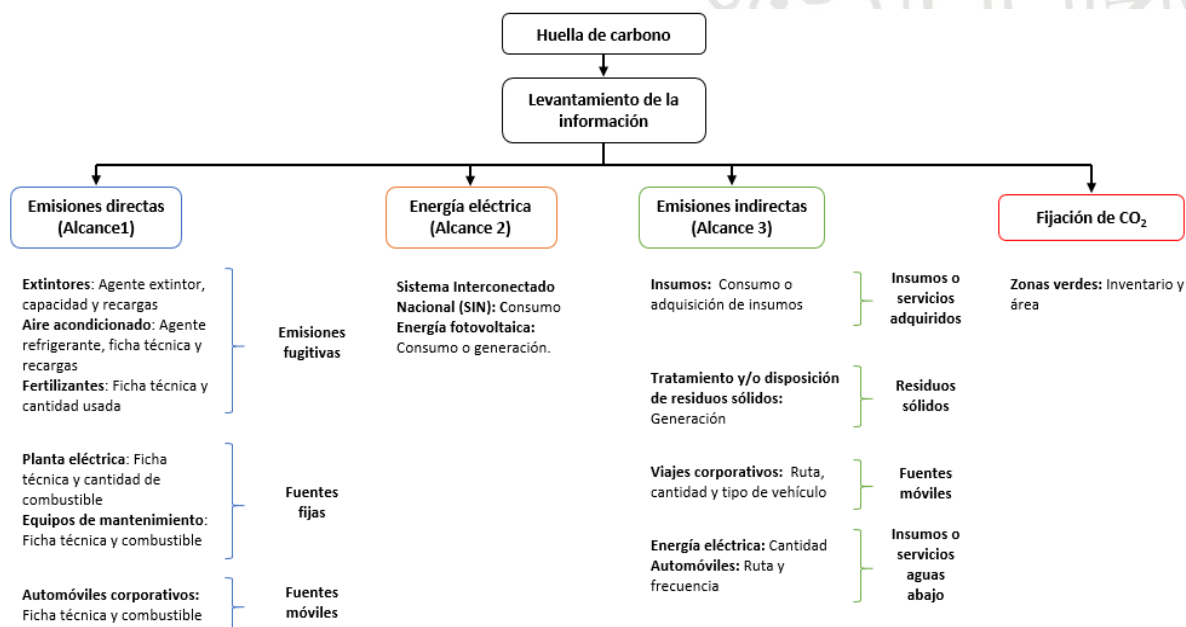 Huella de carbono
Levantamiento de la
información
Emisiones directas
(Alcance1)
Extintores: Agente extintor,
capacidad y recargas
Aire acondicionado: Agente
refrigerante, ficha técnica y
recargas
Fertilizantes: Ficha técnica y
cantidad usada
Emisiones
fugitivas
Planta eléctrica: Ficha
técnica y cantidad de
combustible
Equipos de mantenimiento:
Ficha técnica y combustible
Fuentes
fijas
Automóviles corporativos:
Ficha técnica y combustible
Fuentes
móviles
Energía eléctrica
(Alcance 2)
Sistema Interconectado
Nacional (SIN): Consumo
Energía fotovoltaica:
Consumo o generación.
Emisiones indirectas
(Alcance 3)
Insumos: Consumo o
adquisición de insumos
Insumos o
servicios
adquiridos
Tratamiento y/o disposición
de residuos sólidos:
Generación
Residuos
sólidos
Viajes corporativos: Ruta,
cantidad y tipo de vehículo
Fuentes
móviles
Energía eléctrica: Cantidad
Automóviles: Ruta y
frecuencia
Insumos o
servicios
aguas
abajo
Fijación de CO₂
Zonas verdes: Inventario y
área